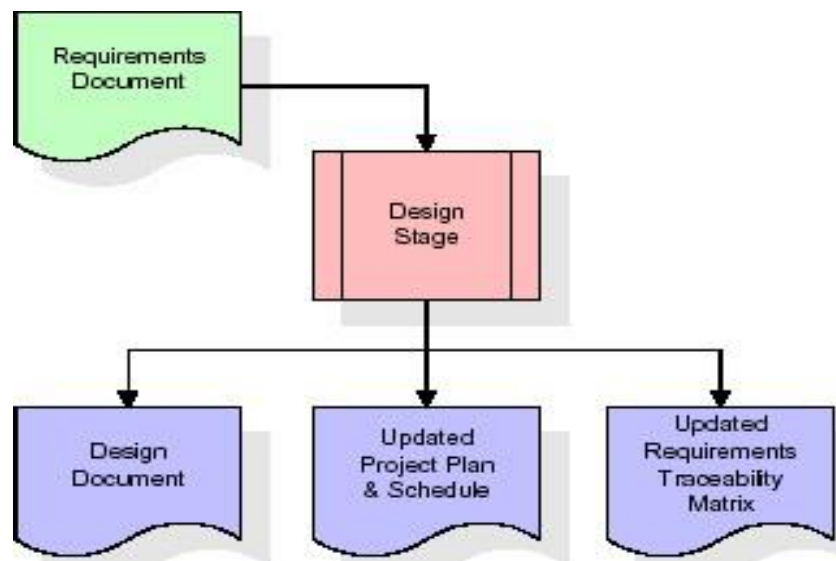 Requirements
Document
Design
Stage
Design
Document
Updated
Project Plan
& Schedule
Updated
Requirements
Traceability
Matrix